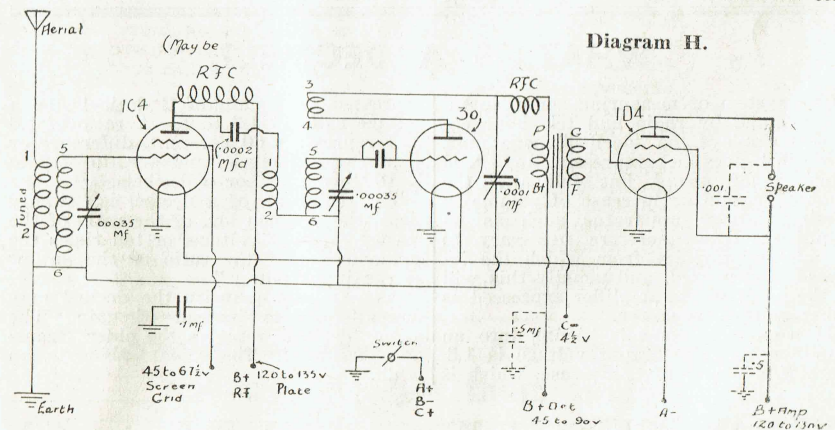 Aerial
(May be
Diagram H.
RFC
RFC
1C4
30
1D4
3
4
.0002
Mfd
1
2
Tuned
5
6
.00035
Mf
1
2
5
6
.00035
Mf
.0001
Mf
P
B+
G
F
.001
Speaker
.1mf
.5mf
C-
4½v
.5
Switch
45 to 67½v
Screen
Grid
B+ 120 to 135v
RF Plate
A+
B-
C+
Earth
B+ Det
45 to 90v
A-
B+ Amp
120 to 130v